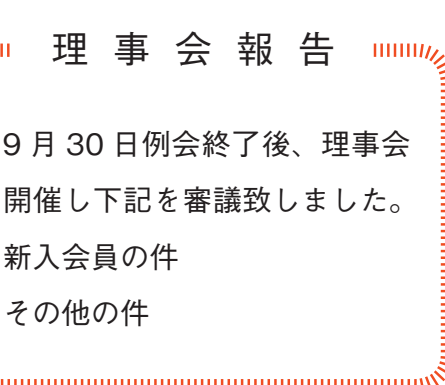 理事会報告
9月30日例会終了後、理事会
開催し下記を審議致しました。
新入会員の件
その他の件